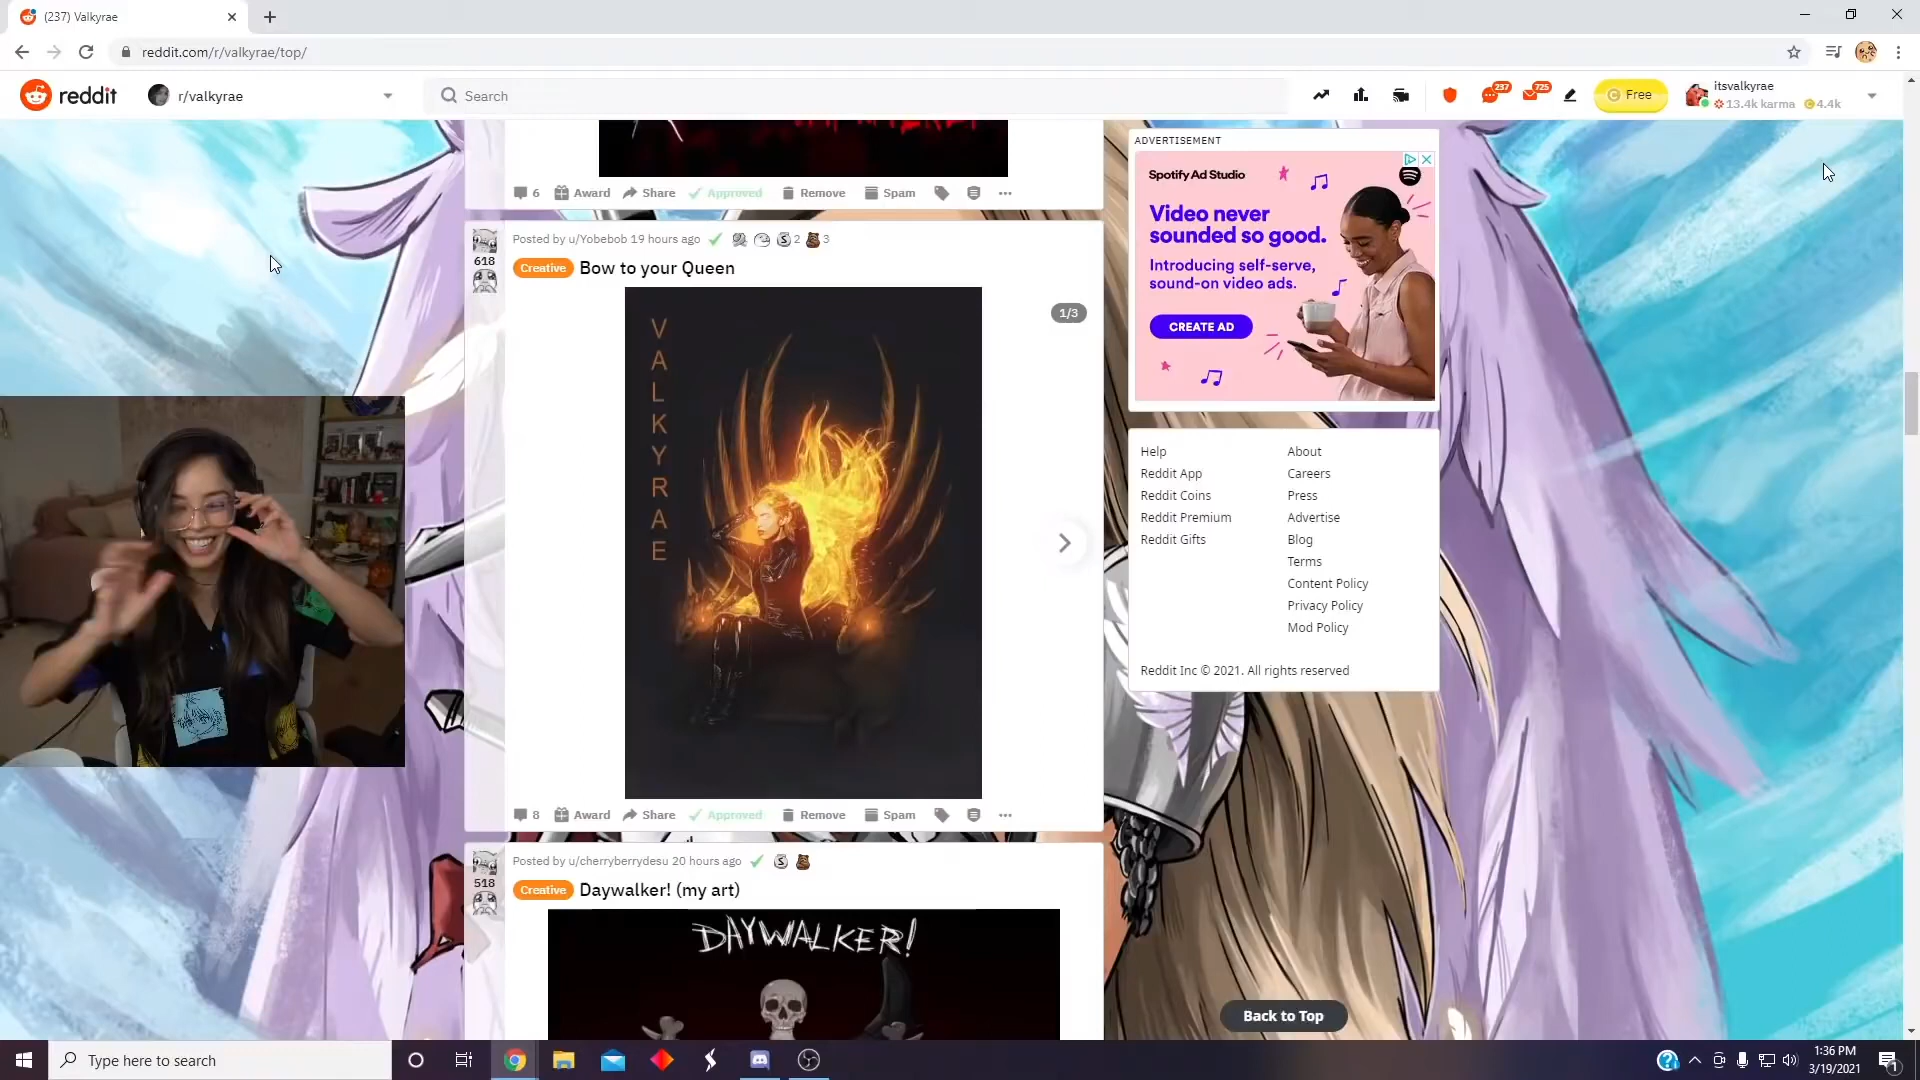 (237) Valkyrae
reddit.com/r/valkyrae/top/
reddit
r/valkyrae
Search
237
725
Free
itsvalkyrae
13.4k karma
4.4k
6 Award Share Approved Remove Spam
Posted by u/Yobebob 19 hours ago 2 3
618
Creative Bow to your Queen
1/3
VALKYRAE
8 Award Share Approved Remove Spam
Posted by u/cherryberrydesu 20 hours ago
518
Creative Daywalker! (my art)
DAYWALKER!
ADVERTISEMENT
Spotify Ad Studio
Video never
sounded so good.
Introducing self-serve,
sound-on video ads.
CREATE AD
Help
Reddit App
Reddit Coins
Reddit Premium
Reddit Gifts
About
Careers
Press
Advertise
Blog
Terms
Content Policy
Privacy Policy
Mod Policy
Reddit Inc © 2021. All rights reserved
Back to Top
Type here to search
1:36 PM
3/19/2021
1